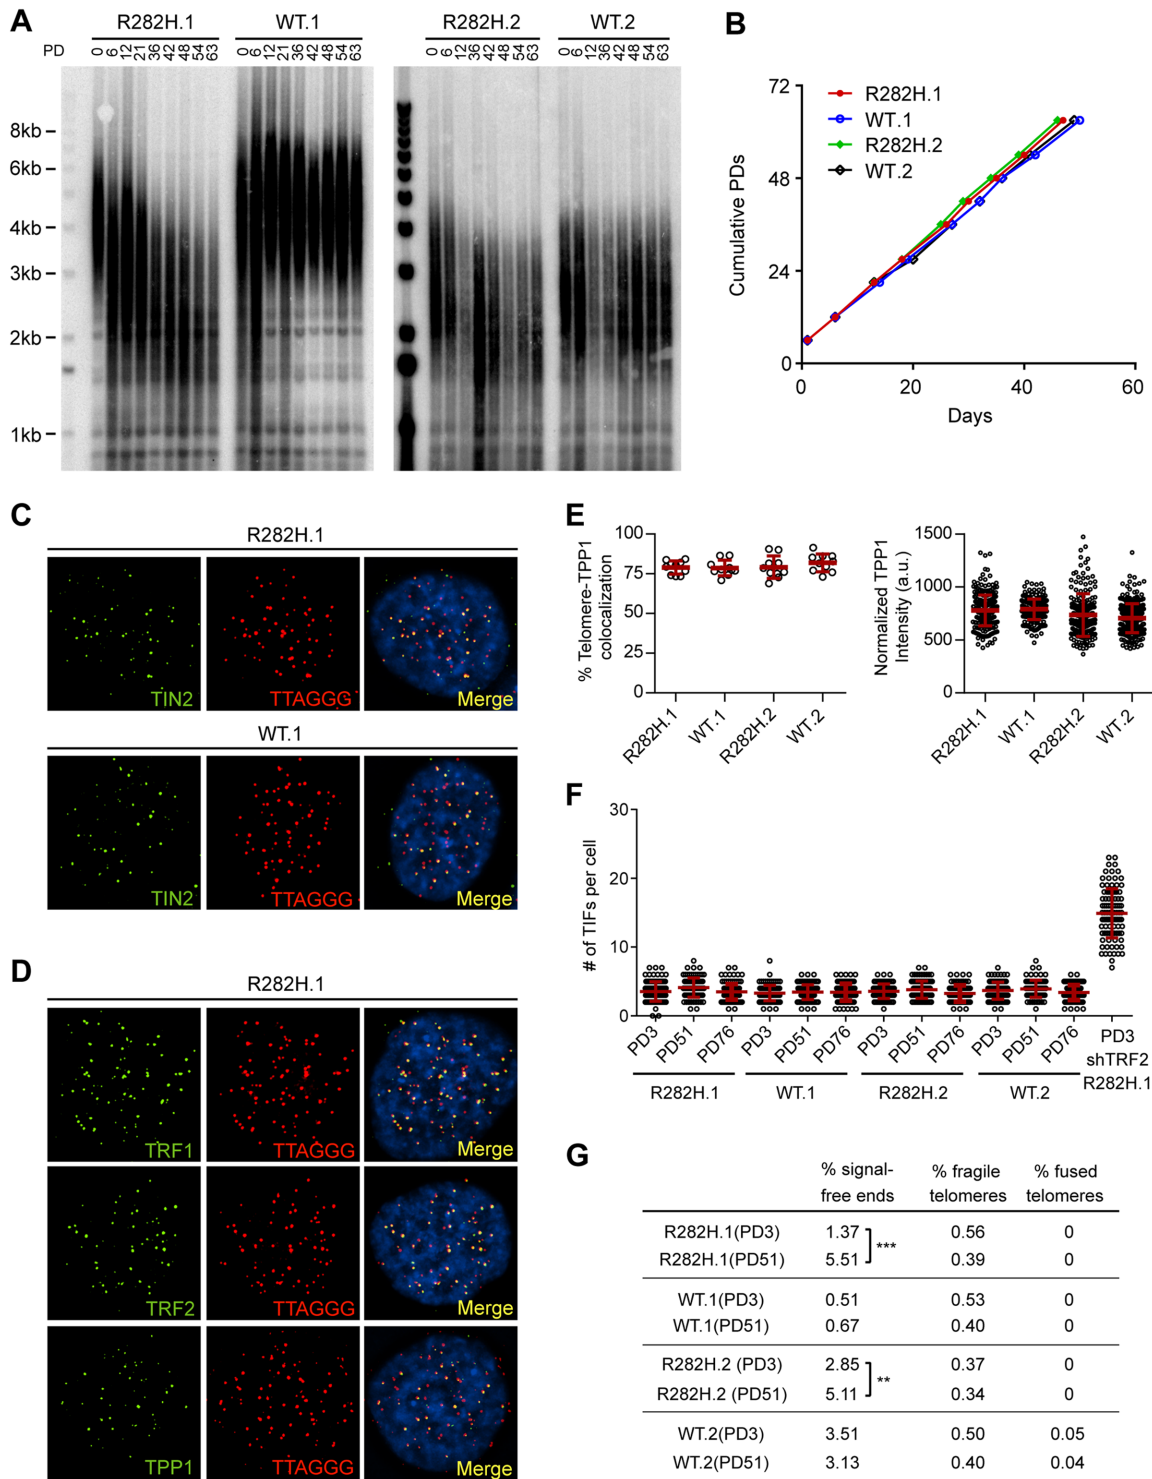 A
R282H.1
WT.1
R282H.2
WT.2
PD
0 6 12 21 36 42 48 54 63
0 6 12 21 36 42 48 54 63
0 6 12 36 42 48 54 63
0 6 12 21 36 42 48 54 63
8kb
6kb
4kb
3kb
2kb
1kb
B
Cumulative PDs
72
48
24
0
0 20 40 60
Days
R282H.1
WT.1
R282H.2
WT.2
C
R282H.1
TIN2 TTAGGG Merge
WT.1
TIN2 TTAGGG Merge
D
R282H.1
TRF1 TTAGGG Merge
TRF2 TTAGGG Merge
TPP1 TTAGGG Merge
E
% Telomere-TPP1
colocalization
100
75
50
25
0
R282H.1 WT.1 R282H.2 WT.2
Normalized TPP1
Intensity (a.u.)
1500
1000
500
0
R282H.1 WT.1 R282H.2 WT.2
F
# of TIFs per cell
30
20
10
0
PD3 PD51 PD76 PD3 PD51 PD76 PD3 PD51 PD76 PD3 PD51 PD76
R282H.1 WT.1 R282H.2 WT.2
PD3
shTRF2
R282H.1
G
% signal-
free ends
% fragile
telomeres
% fused
telomeres
R282H.1(PD3) 1.37 0.56 0
***
R282H.1(PD51) 5.51 0.39 0
WT.1(PD3) 0.51 0.53 0
WT.1(PD51) 0.67 0.40 0
R282H.2 (PD3) 2.85 0.37 0
**
R282H.2 (PD51) 5.11 0.34 0
WT.2(PD3) 3.51 0.50 0.05
WT.2(PD51) 3.13 0.40 0.04